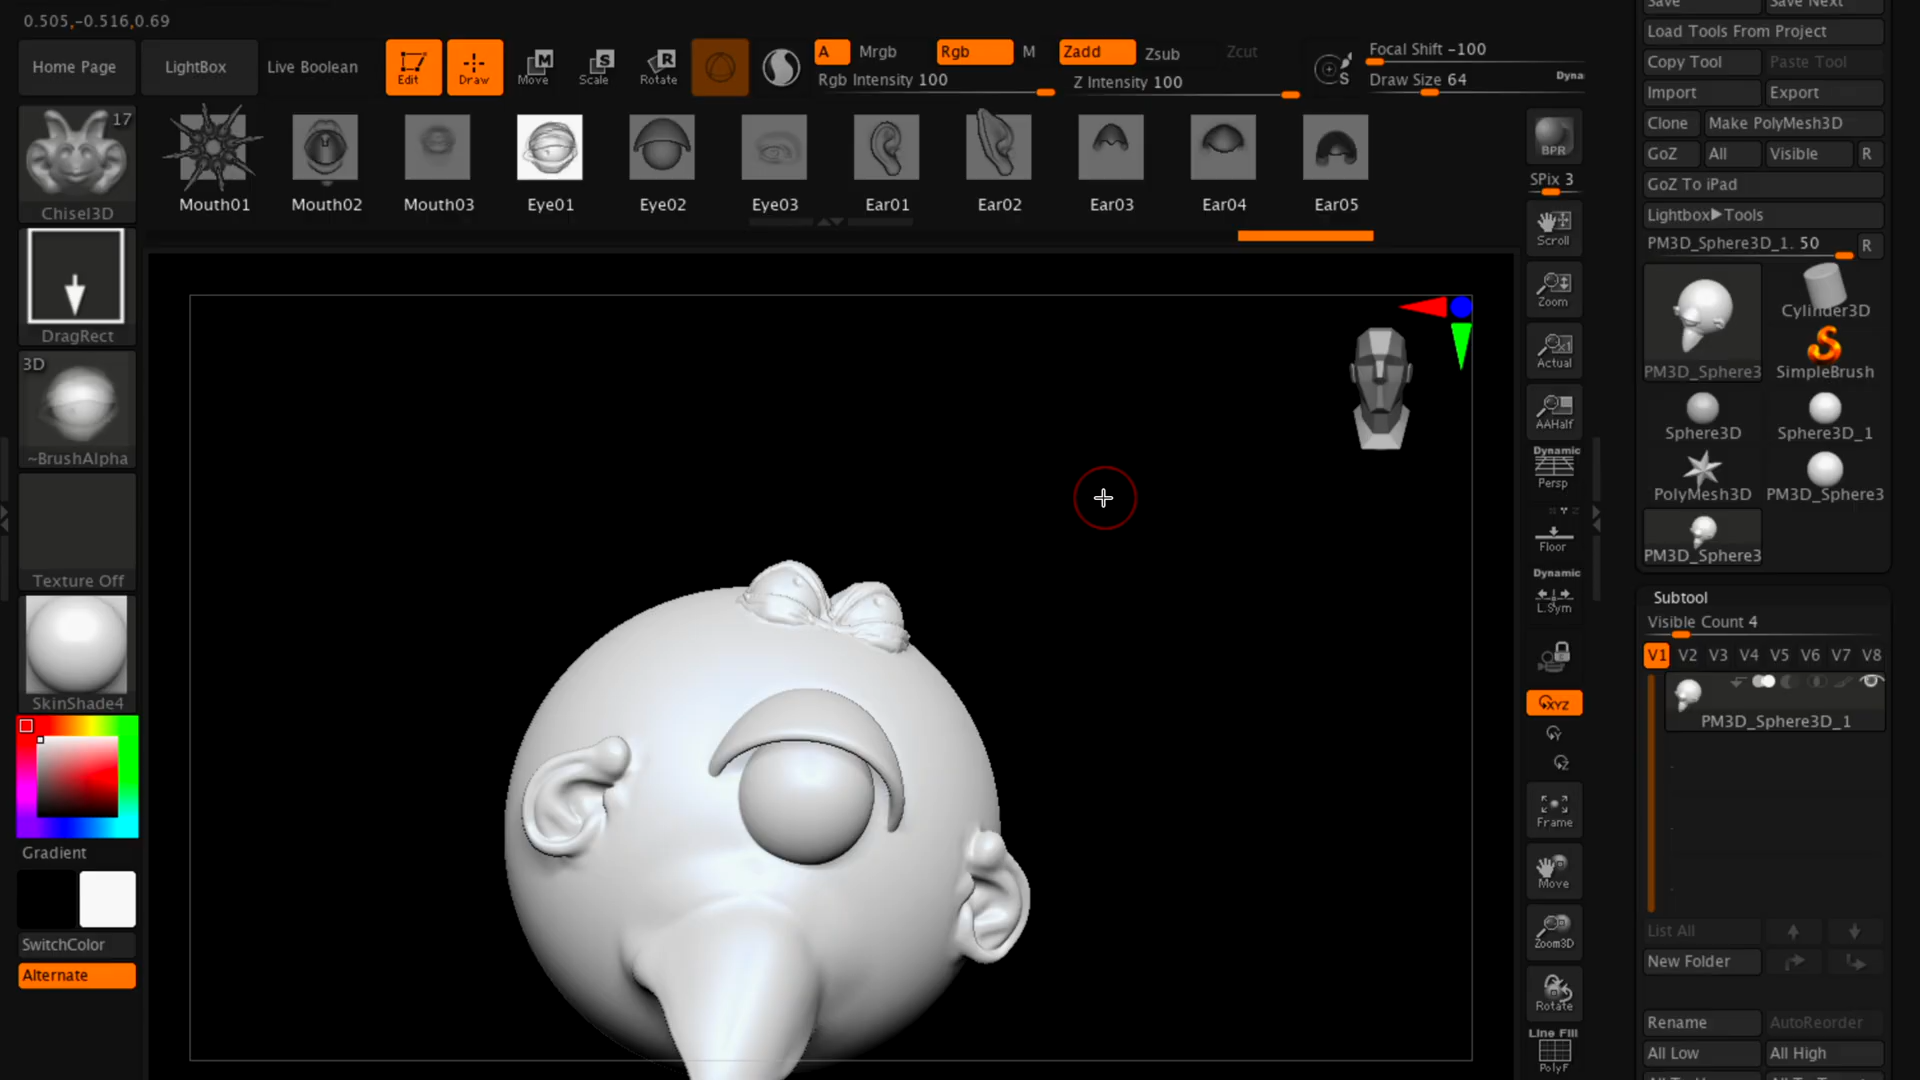 0.505,-0.516,0.69
Home Page
LightBox
Live Boolean
Edit
Draw
Move
Scale
Rotate
A
Mrgb
Rgb
M
Zadd
Zsub
Zcut
Rgb Intensity 100
Z Intensity 100
S
Focal Shift -100
Draw Size 64
Dyna
17
Chisel3D
DragRect
3D
~BrushAlpha
Texture Off
SkinShade4
Gradient
SwitchColor
Alternate
Mouth01
Mouth02
Mouth03
Eye01
Eye02
Eye03
Ear01
Ear02
Ear03
Ear04
Ear05
BPR
SPix 3
Scroll
Zoom
Actual
AAHalf
Dynamic
Persp
Floor
Dynamic
L.Sym
XYZ
Y
Z
Frame
Move
Zoom3D
Rotate
Line Fill
PolyF
Save
Save Next
Load Tools From Project
Copy Tool
Paste Tool
Import
Export
Clone
Make PolyMesh3D
GoZ
All
Visible
R
GoZ To iPad
Lightbox▶Tools
PM3D_Sphere3D_1. 50
R
PM3D_Sphere3
Cylinder3D
SimpleBrush
Sphere3D
Sphere3D_1
PolyMesh3D
PM3D_Sphere3
PM3D_Sphere3
Subtool
Visible Count 4
V1 V2 V3 V4 V5 V6 V7 V8
PM3D_Sphere3D_1
List All
New Folder
Rename
AutoReorder
All Low
All High